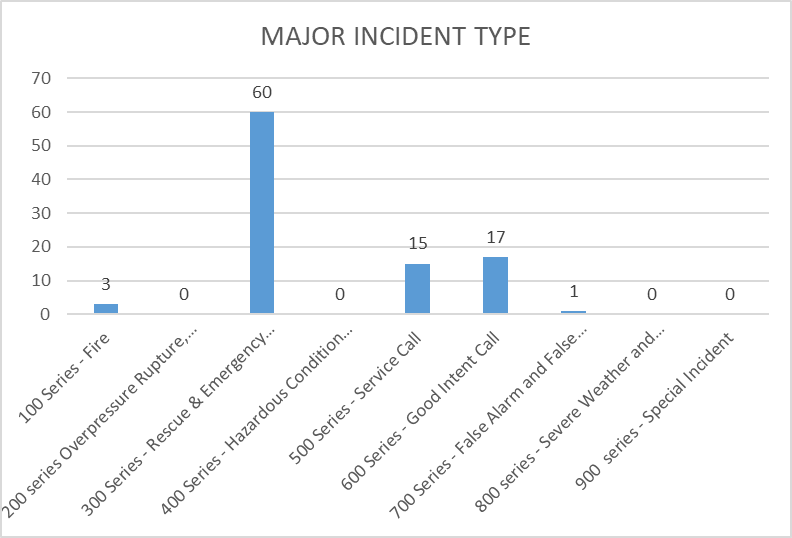 MAJOR INCIDENT TYPE
70
60
50
40
30
20
10
0
3
0
60
0
15
17
1
0
0
100 Series - Fire
200 series Overpressure Rupture,...
300 Series - Rescue & Emergency...
400 Series - Hazardous Condition...
500 Series - Service Call
600 Series - Good Intent Call
700 Series - False Alarm and False...
800 series - Severe Weather and...
900  series - Special Incident